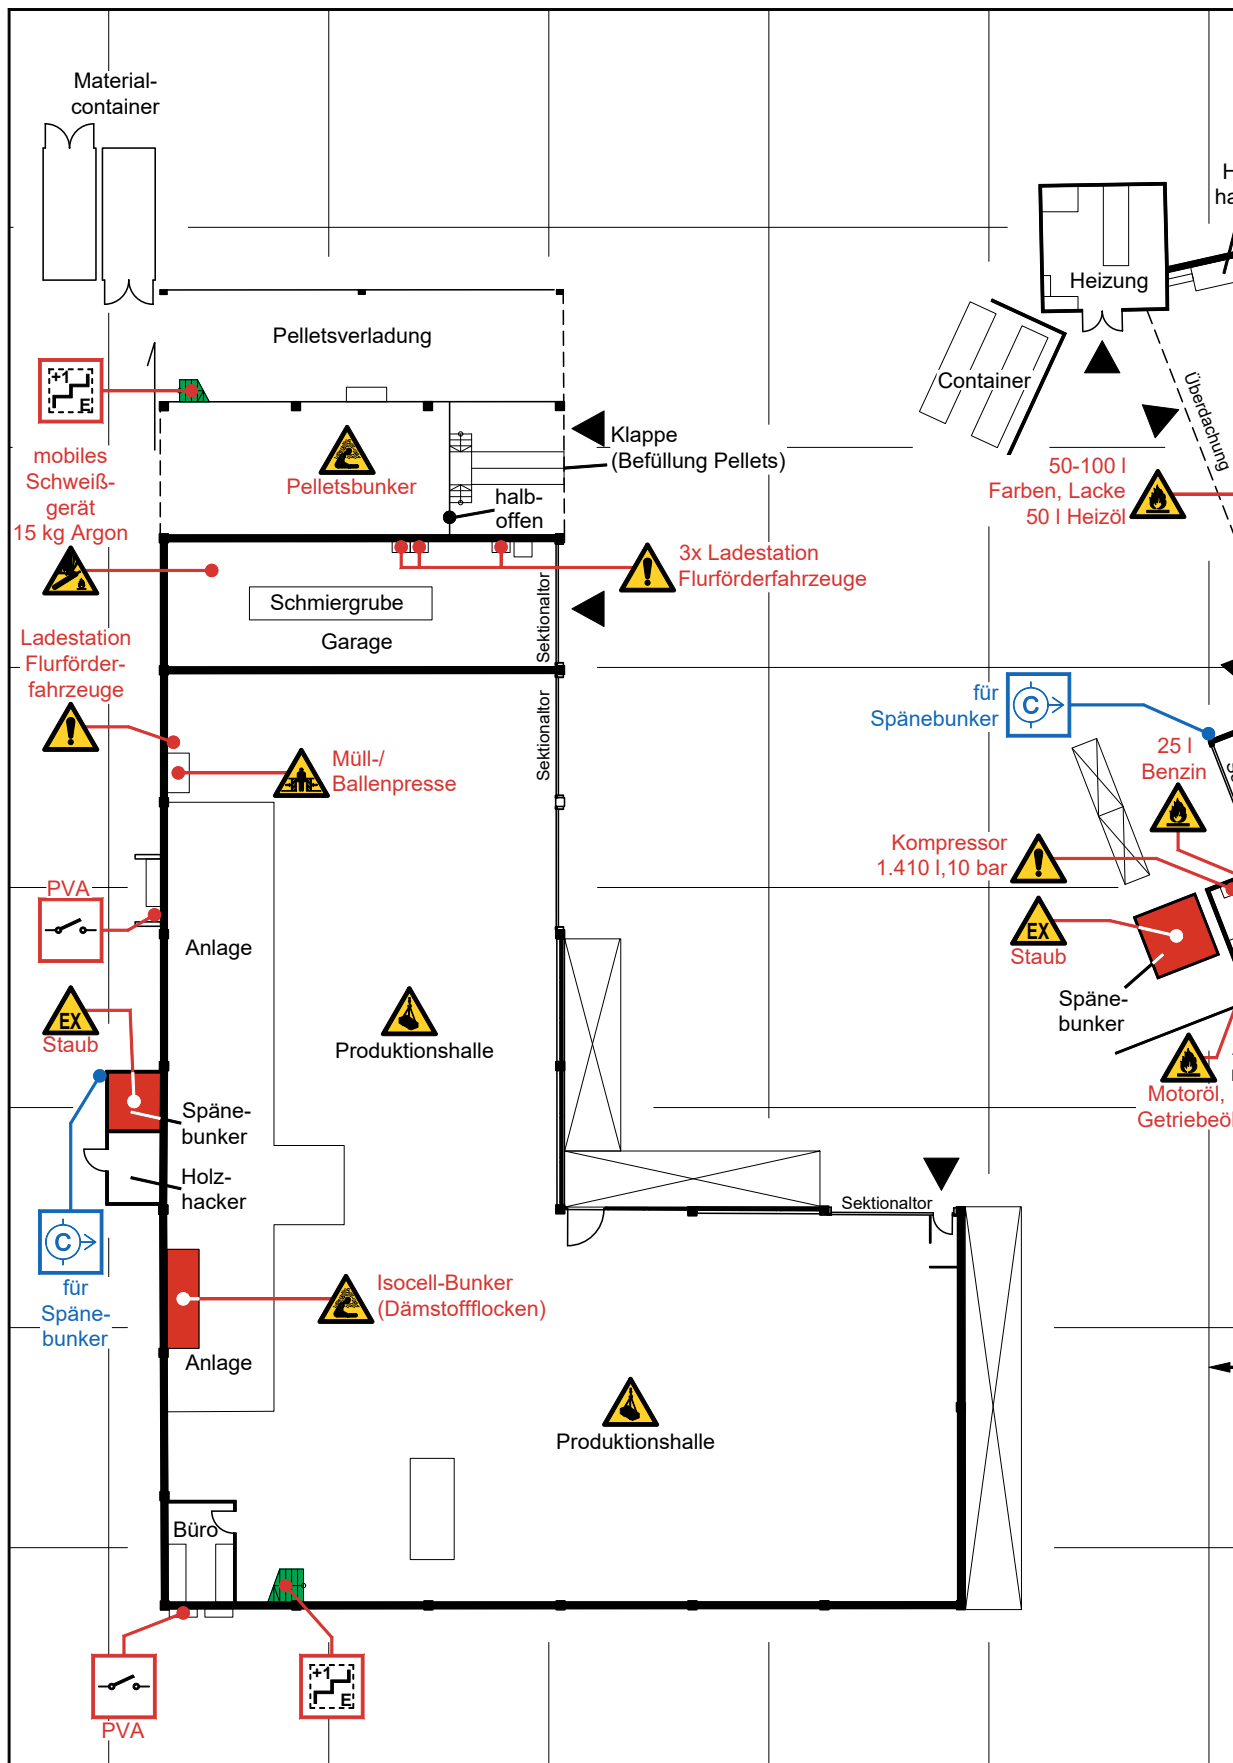 Material-
container
Pelletsverladung
+1
E
mobiles
Schweiß-
gerät
15 kg Argon
Pelletsbunker
Klappe
(Befüllung Pellets)
halb-
offen
3x Ladestation
Flurförderfahrzeuge
Schmiergrube
Garage
Sektionaltor
Sektionaltor
Ladestation
Flurförder-
fahrzeuge
Müll-/
Ballenpresse
PVA
Anlage
EX
Staub
Produktionshalle
Späne-
bunker
Holz-
hacker
C
für
Späne-
bunker
Isocell-Bunker
(Dämstoffflocken)
Anlage
Sektionaltor
Produktionshalle
Büro
PVA
+1
E
Heizung
Container
Überdachung
50-100 l
Farben, Lacke
50 l Heizöl
für
Spänebunker
C
25 l
Benzin
Kompressor
1.410 l,10 bar
EX
Staub
Späne-
bunker
Motoröl,
Getriebeöl